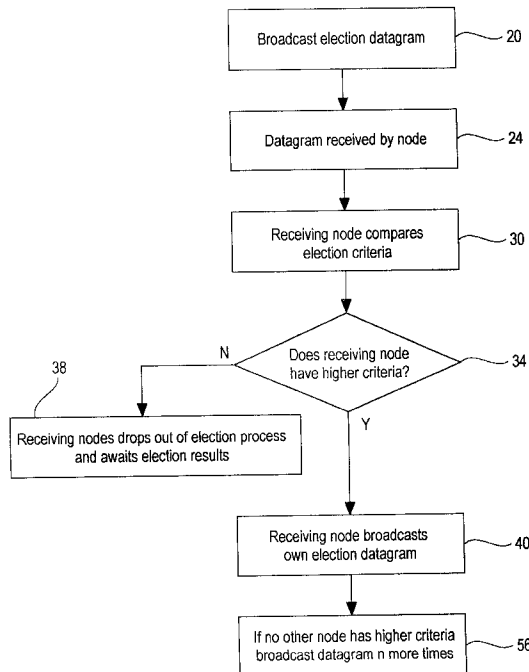 Broadcast election datagram
20
Datagram received by node
24
Receiving node compares
election criteria
30
Does receiving node
have higher criteria?
34
N
Y
38
Receiving nodes drops out of election process
and awaits election results
Receiving node broadcasts
own election datagram
40
If no other node has higher criteria
broadcast datagram n more times
56